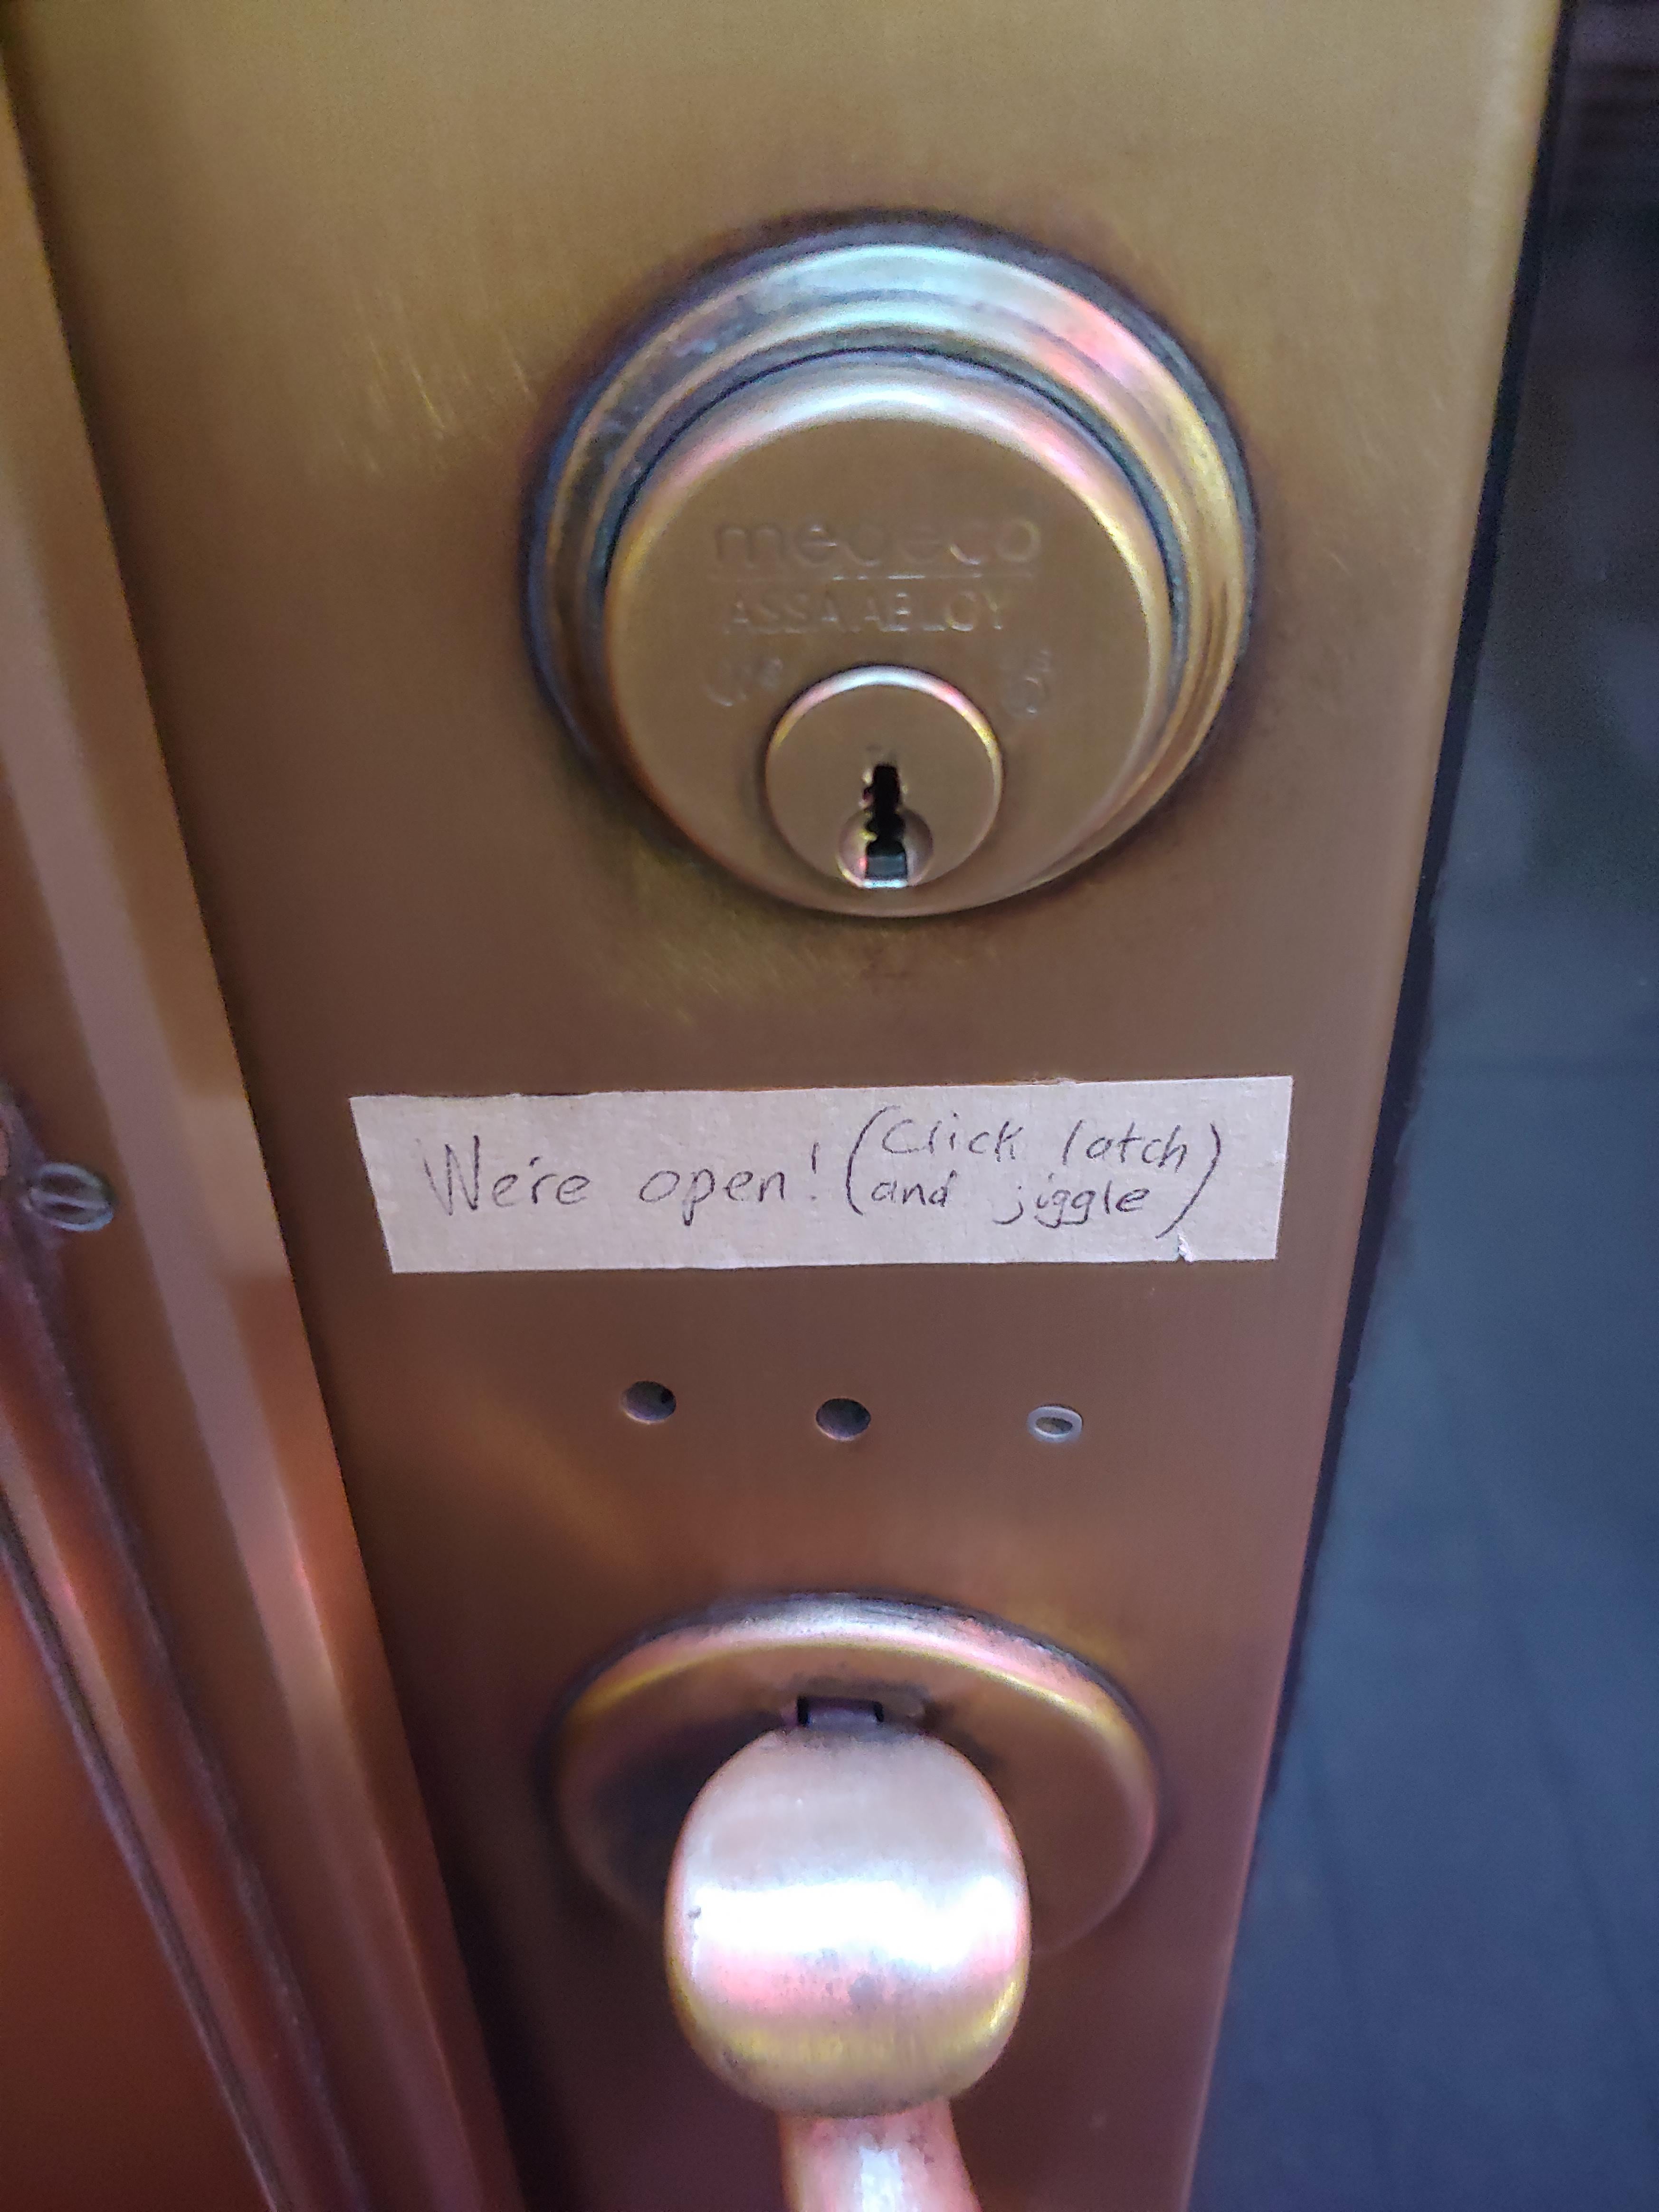 medeco
ASSA ABLOY
We're open! (Click latch
and jiggle)